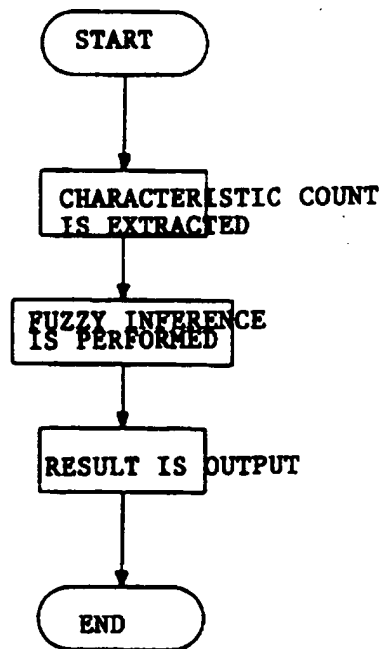 START
CHARACTERISTIC COUNT
IS EXTRACTED
FUZZY INFERENCE
IS PERFORMED
RESULT IS OUTPUT
END